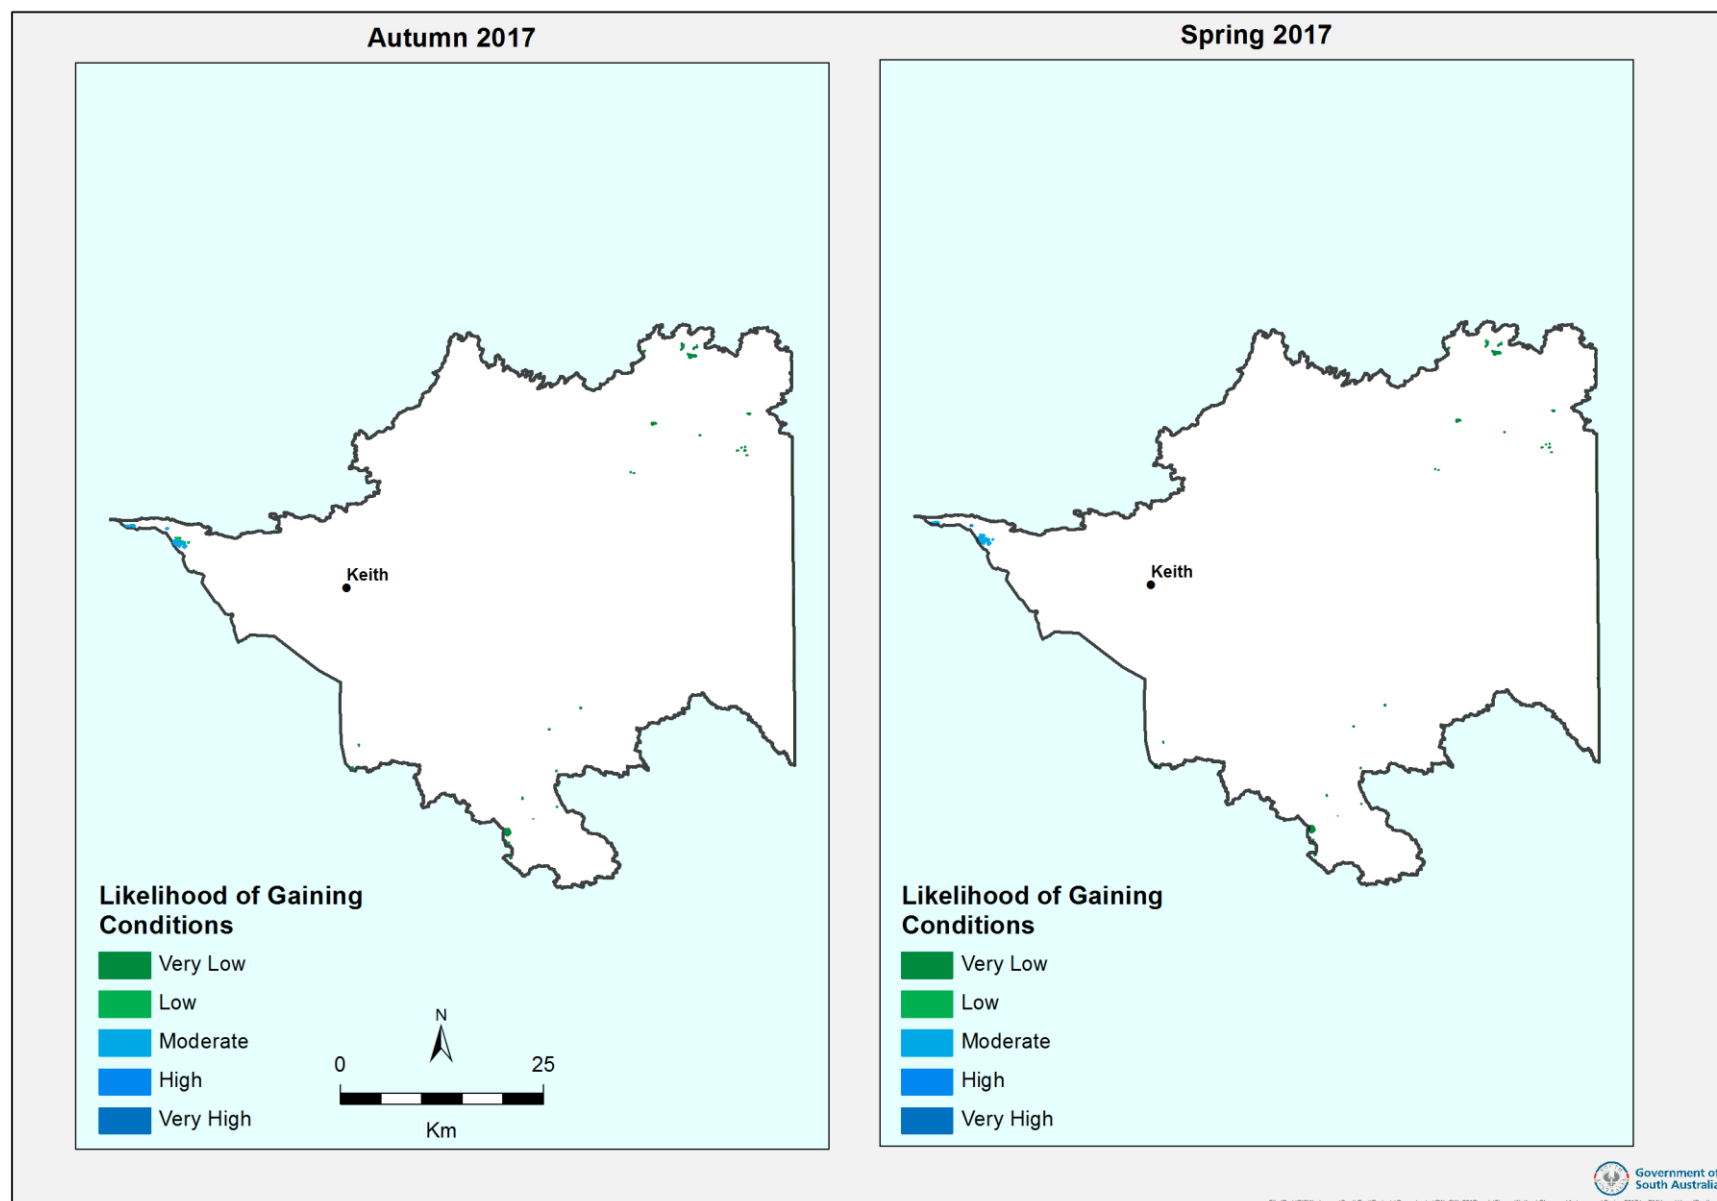 Autumn 2017
Spring 2017
Keith
Keith
Likelihood of Gaining
Conditions
Very Low
Low
Moderate
High
Very High
N
0 25
Km
Likelihood of Gaining
Conditions
Very Low
Low
Moderate
High
Very High
Government of
South Australia